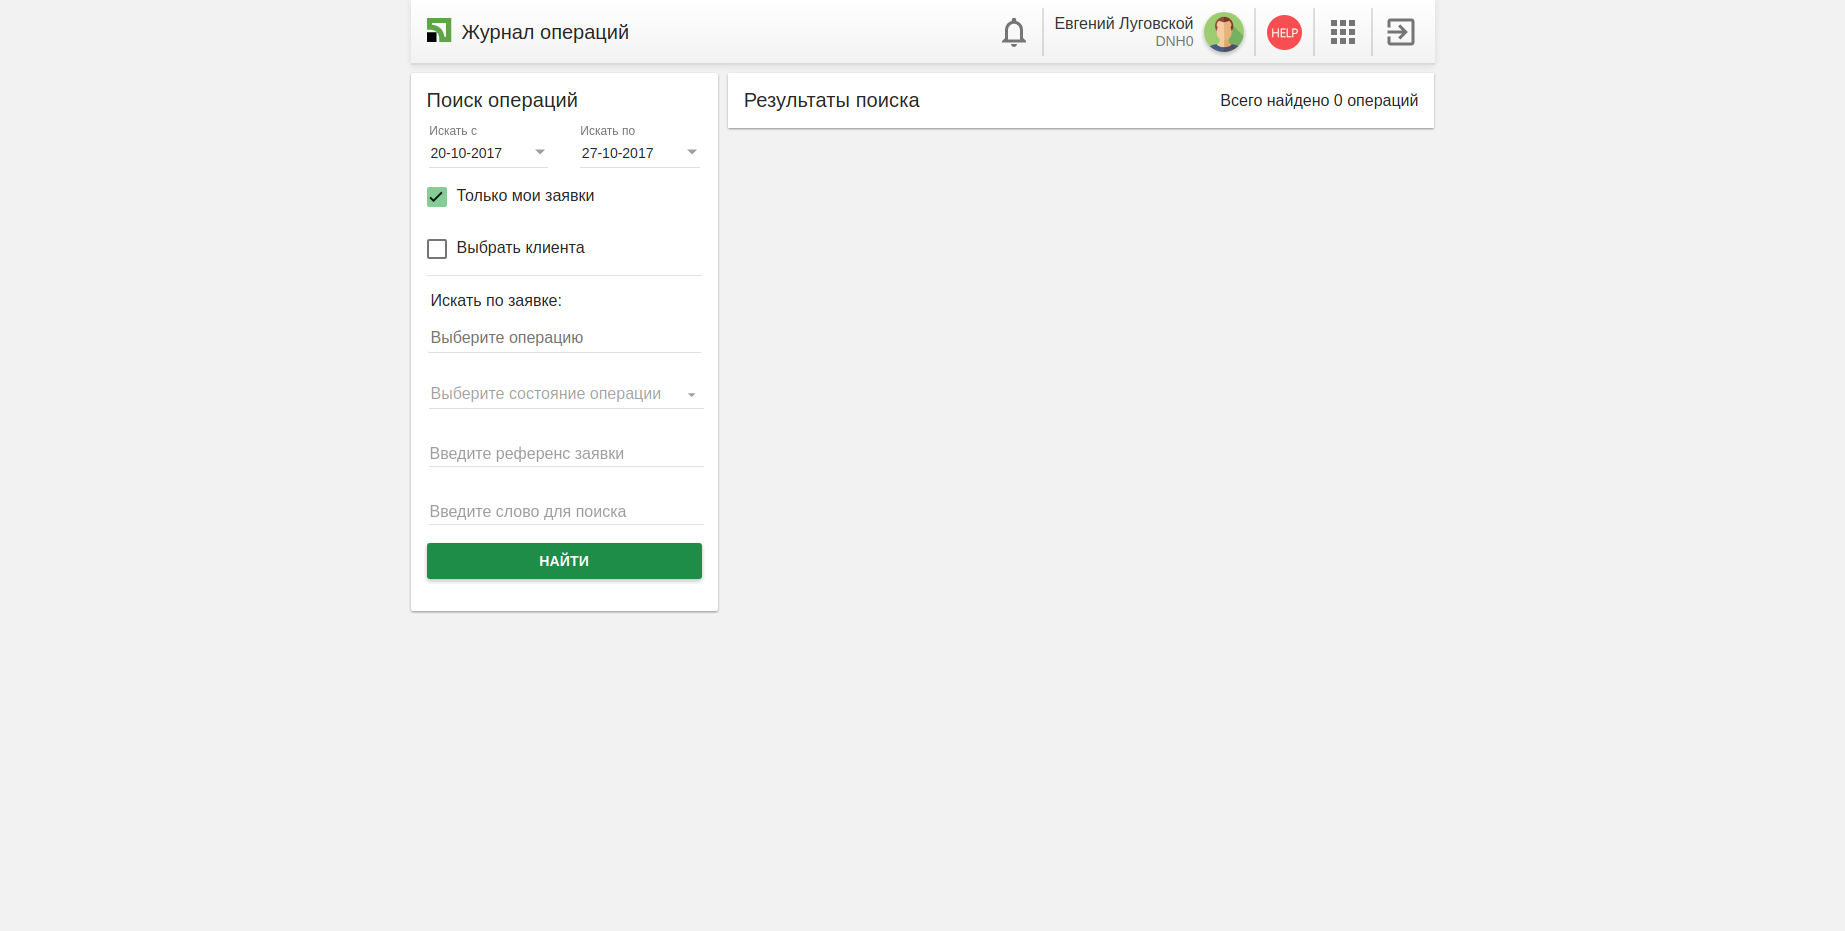 Журнал операций
Евгений Луговской
DNH0
HELP
Поиск операций
Искать с
Искать по
20-10-2017
27-10-2017
Только мои заявки
Выбрать клиента
Искать по заявке:
Выберите операцию
Выберите состояние операции
Введите референс заявки
Введите слово для поиска
НАЙТИ
Результаты поиска
Всего найдено 0 операций